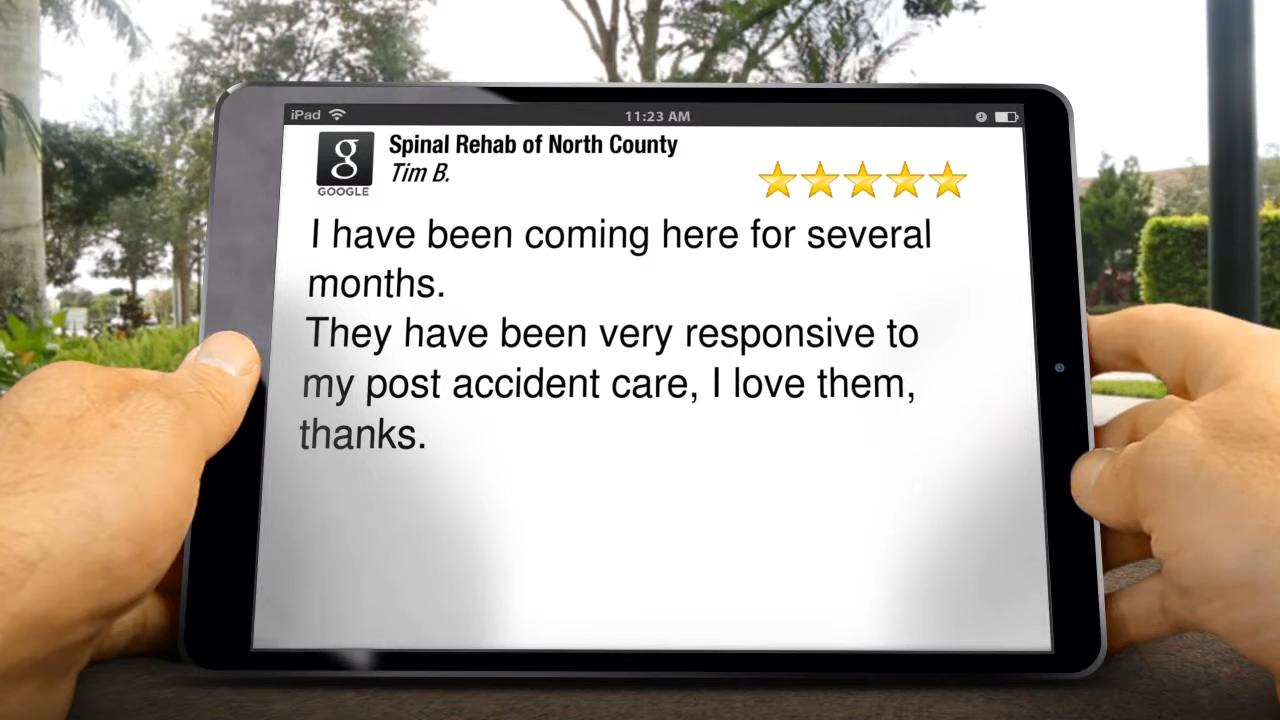 iPad 11:23 AM
g
GOOGLE
Spinal Rehab of North County
Tim B.
I have been coming here for several
months.
They have been very responsive to
my post accident care, I love them,
thanks.